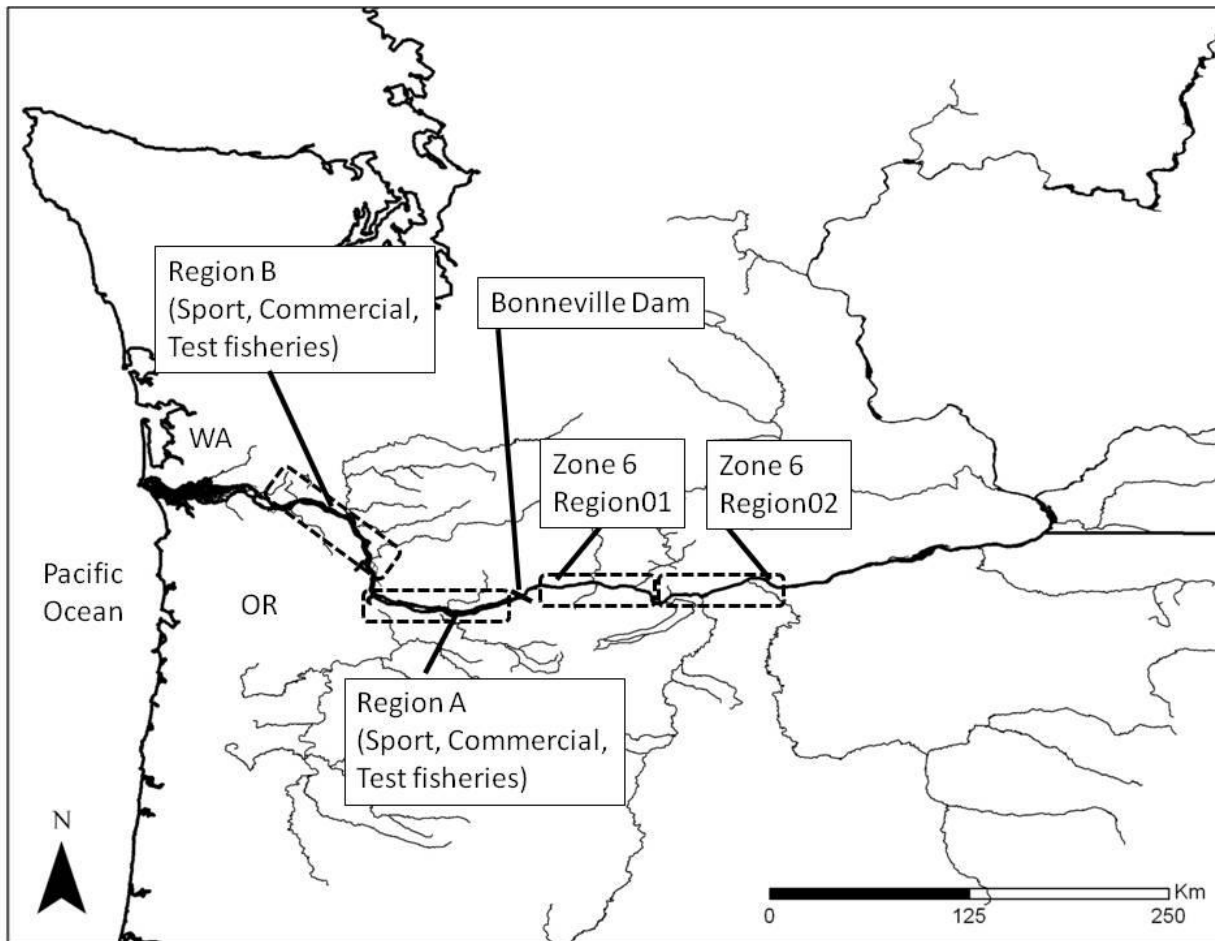 Region B
(Sport, Commercial,
Test fisheries)
Bonneville Dam
WA
Zone 6
Region01
Zone 6
Region02
Pacific
Ocean
OR
Region A
(Sport, Commercial,
Test fisheries)
N
Km
0
125
250